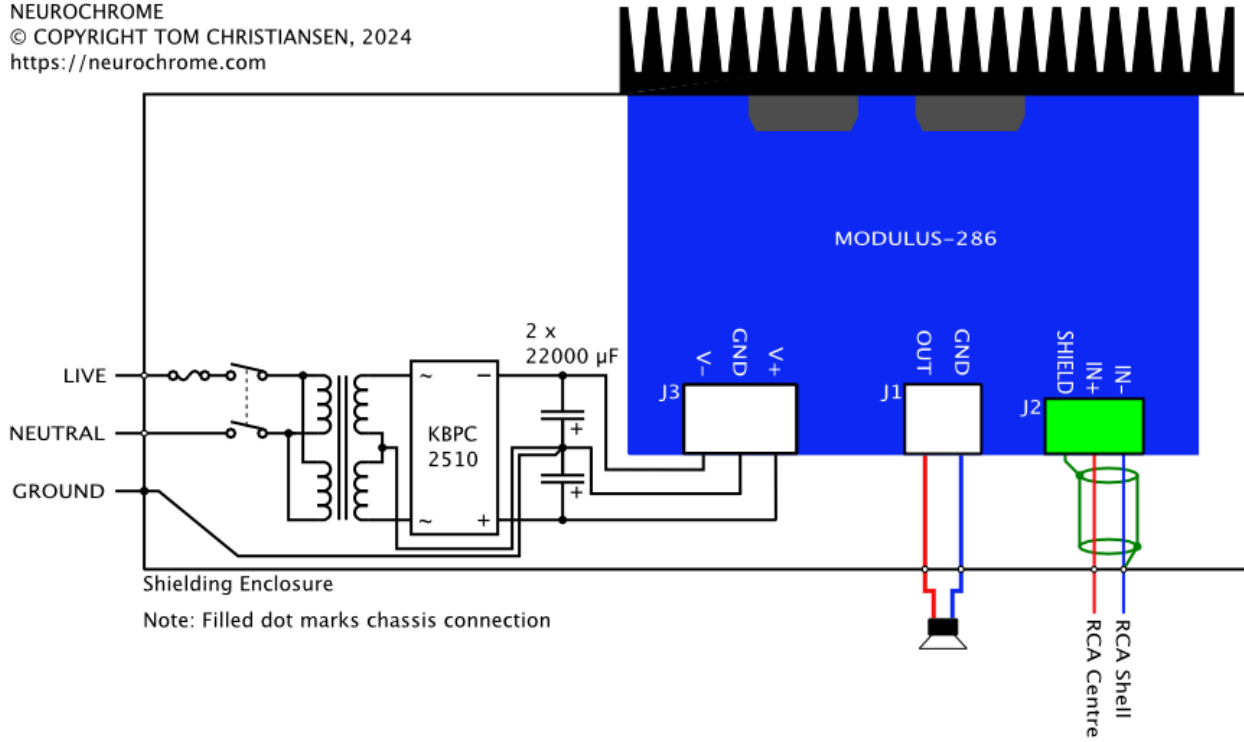 NEUROCHROME
© COPYRIGHT TOM CHRISTIANSEN, 2024
https://neurochrome.com
MODULUS-286
2 x
22000 µF
LIVE
NEUTRAL
GROUND
~
−
KBPC
2510
~
+
+
+
J3
V-
GND
V+
J1
OUT
GND
J2
SHIELD
IN+
IN-
Shielding Enclosure
Note: Filled dot marks chassis connection
RCA Centre
RCA Shell